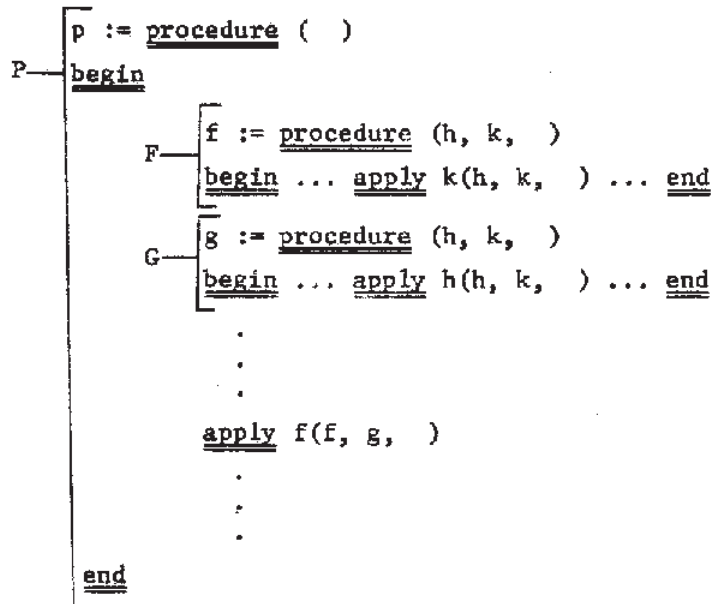 p := procedure ( )
P begin
f := procedure (h, k, )
F
begin ... apply k(h, k, ) ... end
g := procedure (h, k, )
G
begin ... apply h(h, k, ) ... end
.
.
.
apply f(f, g, )
.
.
.
end